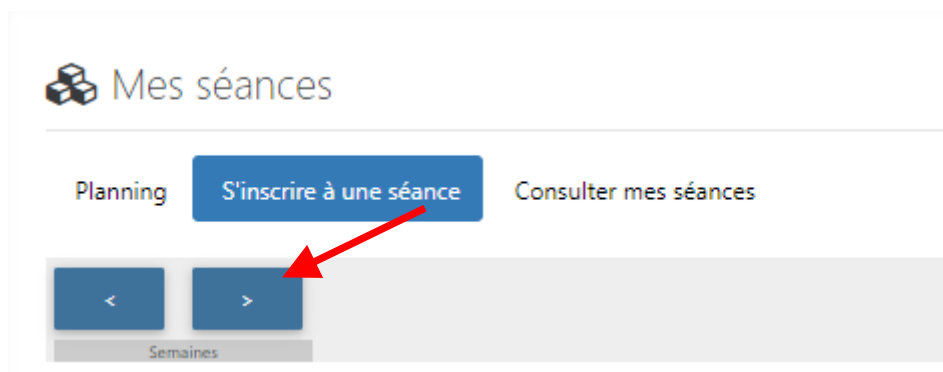 Mes séances
Planning S'inscrire à une séance Consulter mes séances
< >
Semaines